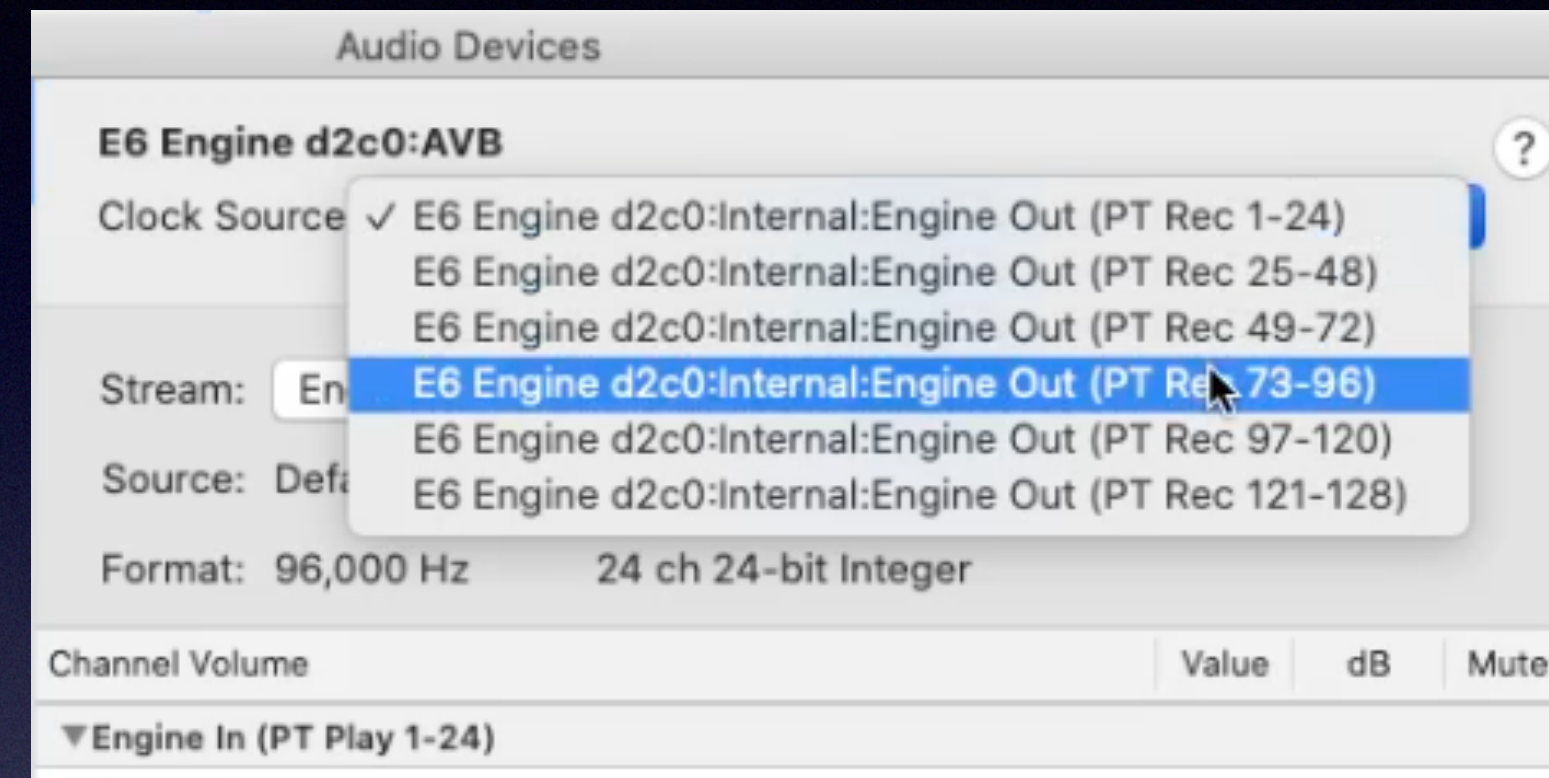 Audio Devices
E6 Engine d2c0:AVB
?
Clock Source ✓ E6 Engine d2c0:Internal:Engine Out (PT Rec 1-24)
E6 Engine d2c0:Internal:Engine Out (PT Rec 25-48)
E6 Engine d2c0:Internal:Engine Out (PT Rec 49-72)
Stream: En E6 Engine d2c0:Internal:Engine Out (PT Rec 73-96)
E6 Engine d2c0:Internal:Engine Out (PT Rec 97-120)
Source: Defa E6 Engine d2c0:Internal:Engine Out (PT Rec 121-128)
Format: 96,000 Hz 24 ch 24-bit Integer
Channel Volume Value dB Mute
▼Engine In (PT Play 1-24)